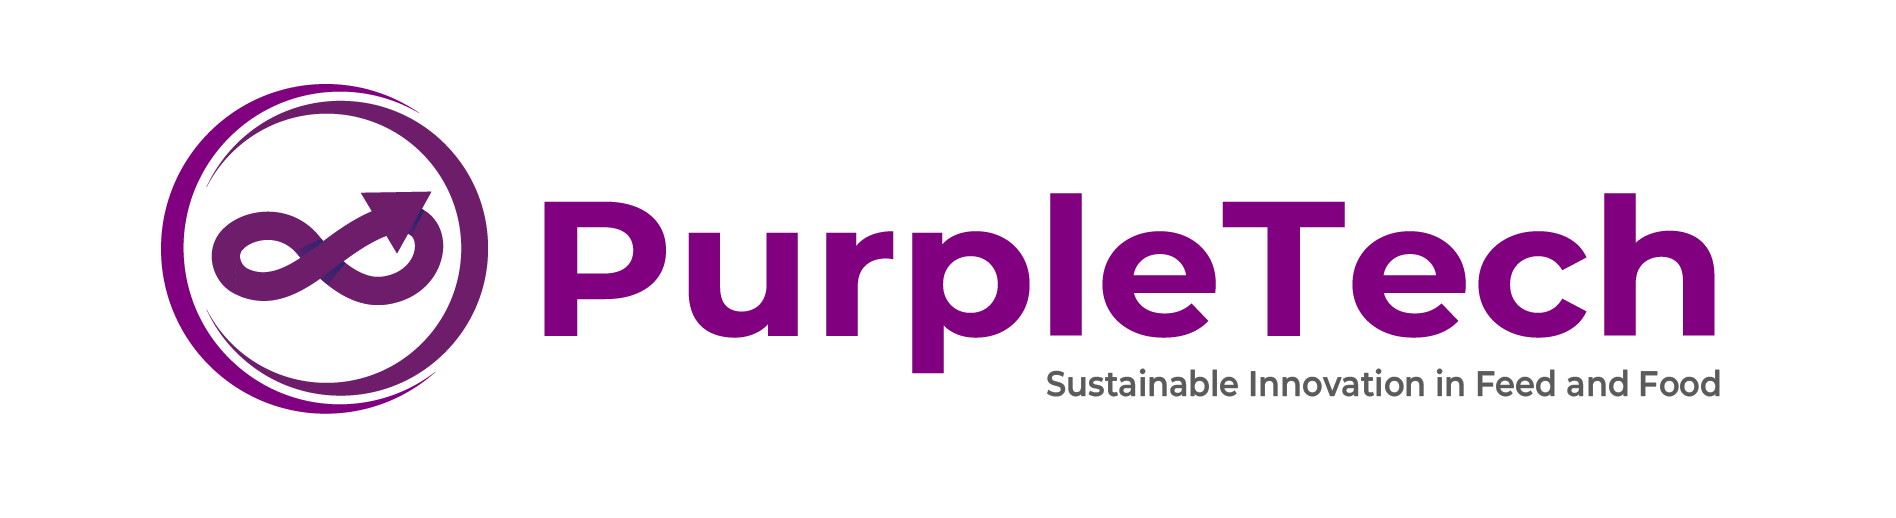 PurpleTech
Sustainable Innovation in Feed and Food